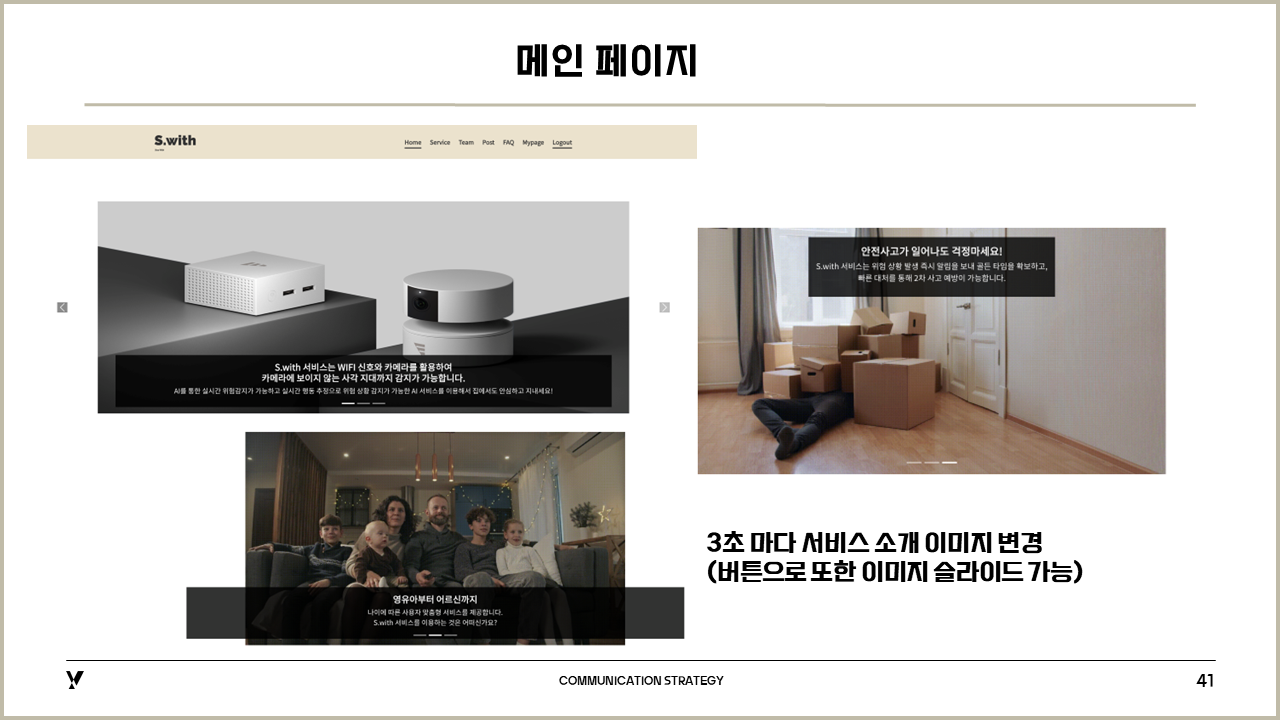 메인 페이지
S.with
Home Service Team Post FAQ Mypage Logout
S.with 서비스는 WIFI 신호와 카메라를 활용하여
카메라에 보이지 않는 사각 지대까지 감지가 가능합니다.
AI를 통한 실시간 위험감지가 가능하고 실시간 행동 추정으로 위험 상황 감지가 가능한 AI 서비스를 이용해서 집에서도 안심하고 지내세요!
안전사고가 일어나도 걱정마세요!
S.with 서비스는 위험 상황 발생 즉시 알림을 보내 골든 타임을 확보하고,
빠른 대처를 통해 2차 사고 예방이 가능합니다.
영유아부터 어르신까지
나이에 따른 사용자 맞춤형 서비스를 제공합니다.
S.with 서비스를 이용하는 것은 어떠신가요?
3초 마다 서비스 소개 이미지 변경
(버튼으로 또한 이미지 슬라이드 가능)
COMMUNICATION STRATEGY
41